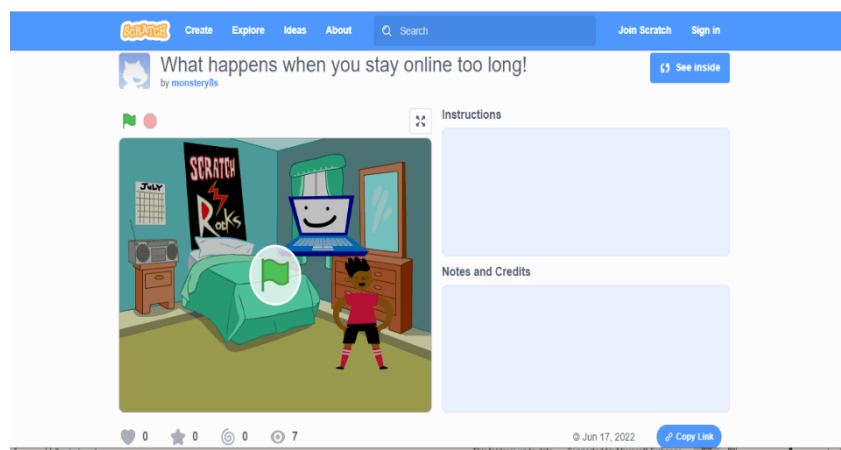 SCRATCH Create Explore Ideas About Search Join Scratch Sign in
What happens when you stay online too long!
by monstery8s
See inside
Instructions
JULY
SCRATCH
Rocks
Notes and Credits
0 0 0 7
© Jun 17, 2022 Copy Link